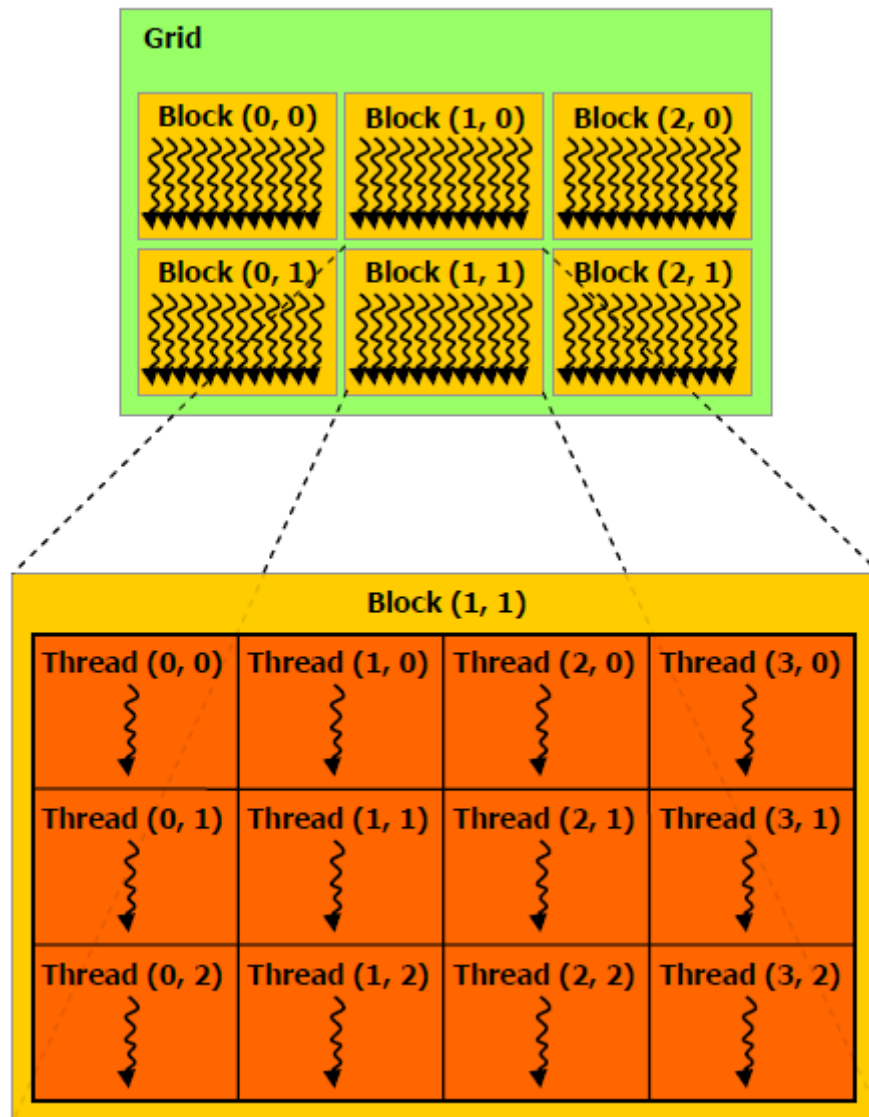 Grid
Block (0, 0) Block (1, 0) Block (2, 0)
Block (0, 1) Block (1, 1) Block (2, 1)
Block (1, 1)
Thread (0, 0) Thread (1, 0) Thread (2, 0) Thread (3, 0)
Thread (0, 1) Thread (1, 1) Thread (2, 1) Thread (3, 1)
Thread (0, 2) Thread (1, 2) Thread (2, 2) Thread (3, 2)